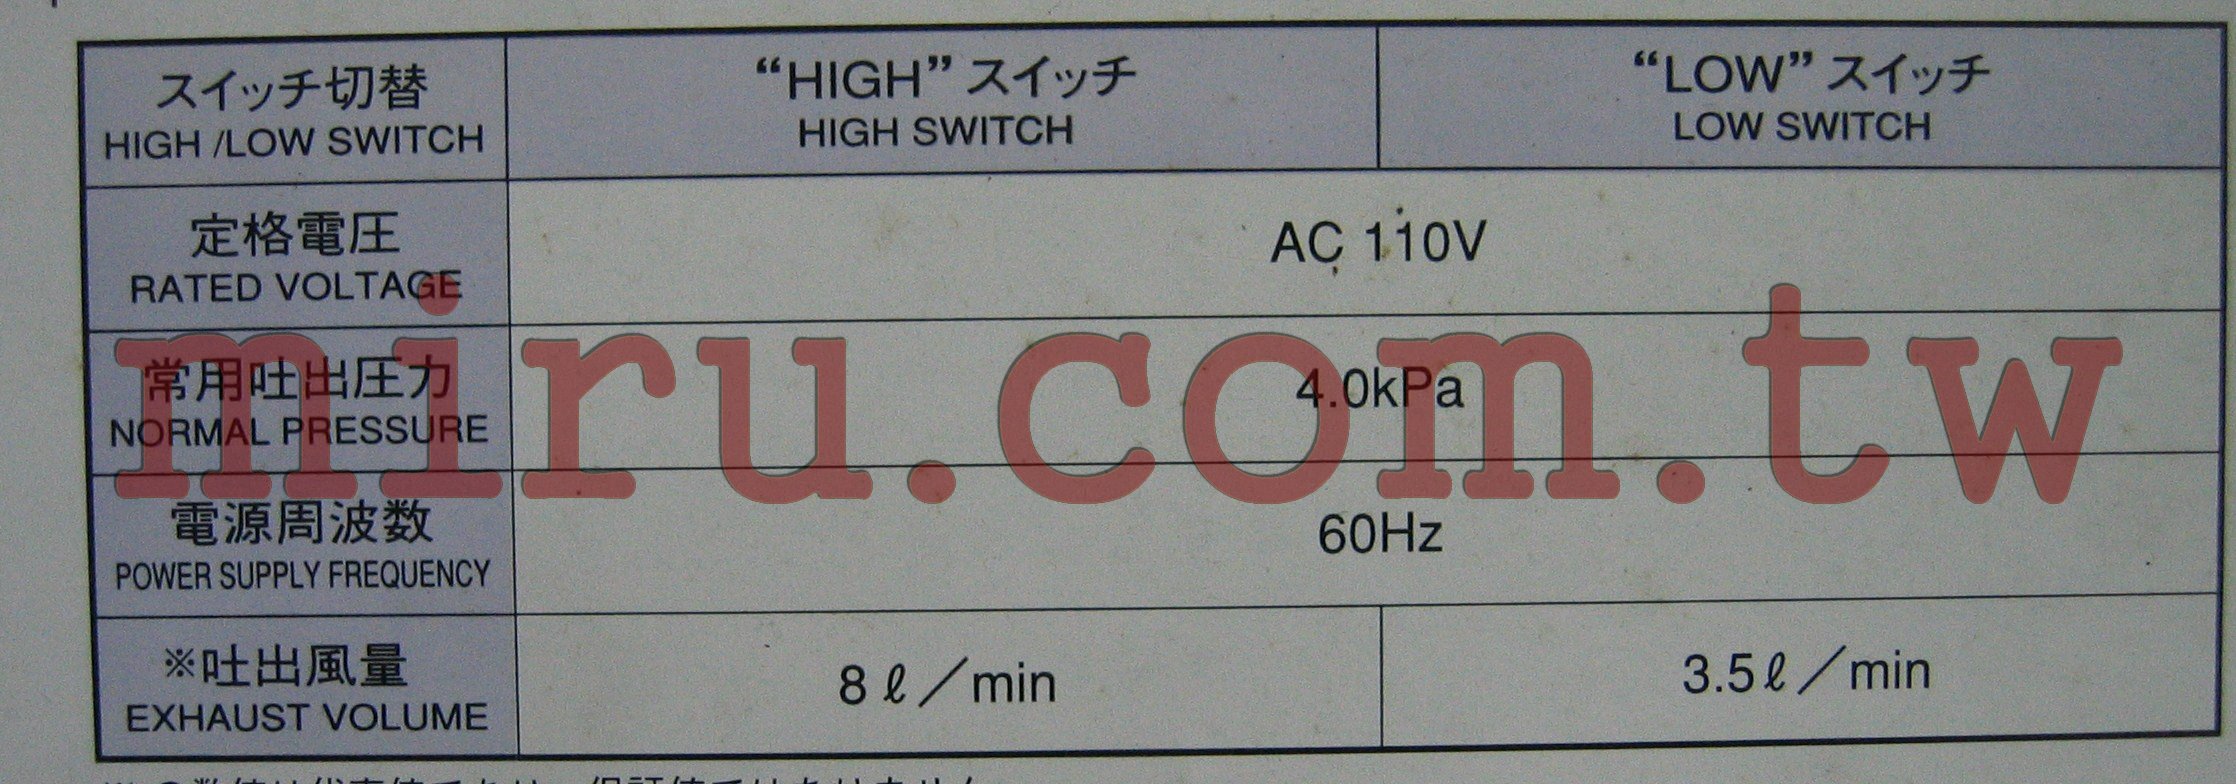 スイッチ切替
HIGH /LOW SWITCH
“HIGH” スイッチ
HIGH SWITCH
“LOW” スイッチ
LOW SWITCH
定格電圧
RATED VOLTAGE
AC 110V
常用吐出圧力
NORMAL PRESSURE
4.0kPa
miru.com.tw
電源周波数
POWER SUPPLY FREQUENCY
60Hz
※吐出風量
EXHAUST VOLUME
8 ℓ／min
3.5ℓ／min